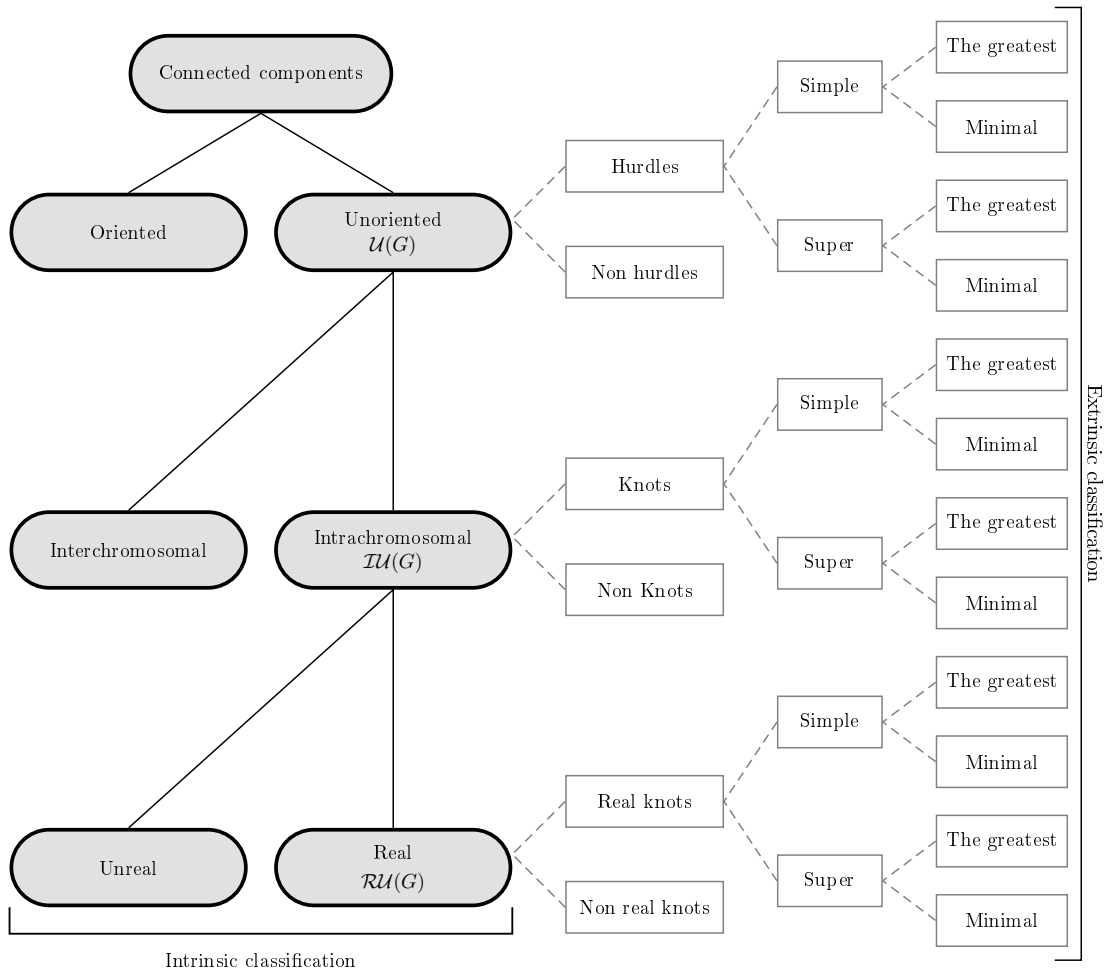 Connected components
Oriented
Unoriented
𝒰(G)
Hurdles
Non hurdles
Simple
The greatest
Minimal
Super
The greatest
Minimal
Interchromosomal
Intrachromosomal
ℐ𝒰(G)
Knots
Non Knots
Simple
The greatest
Minimal
Super
The greatest
Minimal
Unreal
Real
ℛ𝒰(G)
Real knots
Non real knots
Simple
The greatest
Minimal
Super
The greatest
Minimal
Intrinsic classification
Extrinsic classification